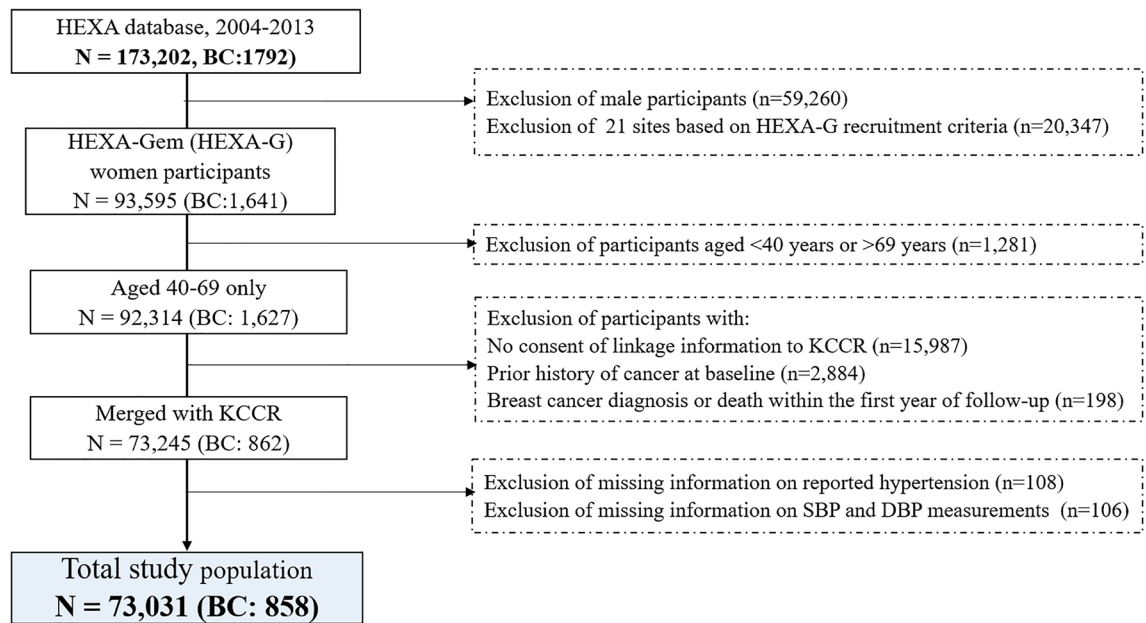 HEXA database, 2004-2013
N = 173,202, BC:1792)
Exclusion of male participants (n=59,260)
Exclusion of 21 sites based on HEXA-G recruitment criteria (n=20,347)
HEXA-Gem (HEXA-G)
women participants
N = 93,595 (BC:1,641)
Exclusion of participants aged <40 years or >69 years (n=1,281)
Aged 40-69 only
N = 92,314 (BC: 1,627)
Exclusion of participants with:
No consent of linkage information to KCCR (n=15,987)
Prior history of cancer at baseline (n=2,884)
Breast cancer diagnosis or death within the first year of follow-up (n=198)
Merged with KCCR
N = 73,245 (BC: 862)
Exclusion of missing information on reported hypertension (n=108)
Exclusion of missing information on SBP and DBP measurements (n=106)
Total study population
N = 73,031 (BC: 858)